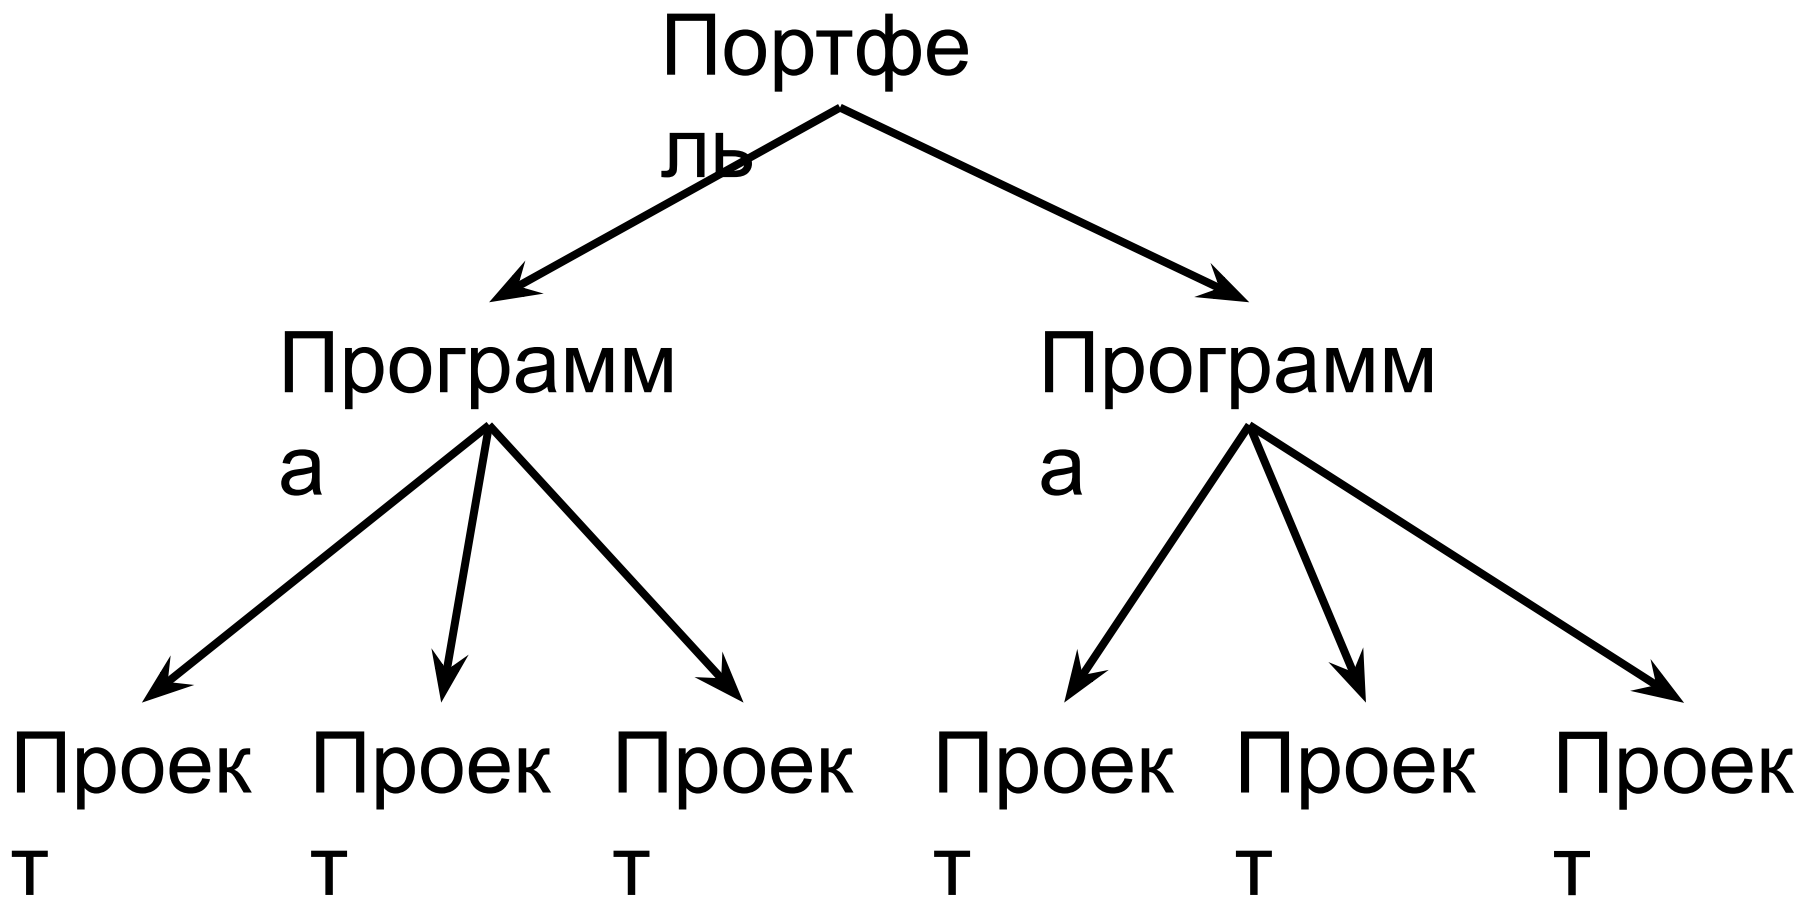 Портфе
ль
Программ
а
Программ
а
Проек
т
Проек
т
Проек
т
Проек
т
Проек
т
Проек
т